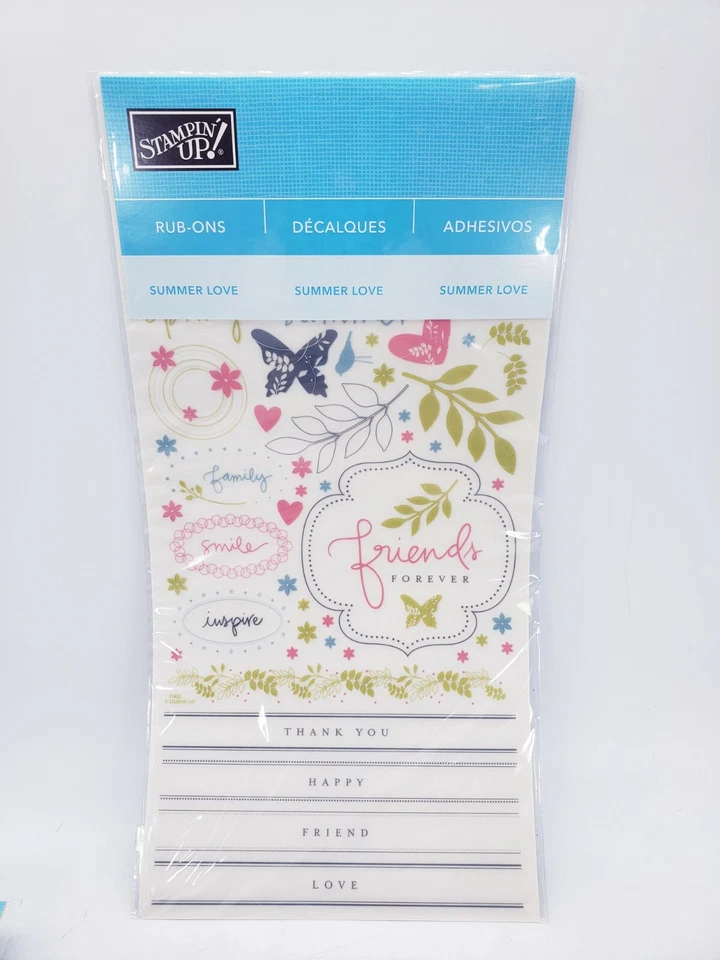 STAMPIN' UP!®
RUB-ONS DÉCALQUES ADHESIVOS
SUMMER LOVE SUMMER LOVE SUMMER LOVE
family
smile
friends
FOREVER
inspire
THANK YOU
HAPPY
FRIEND
LOVE